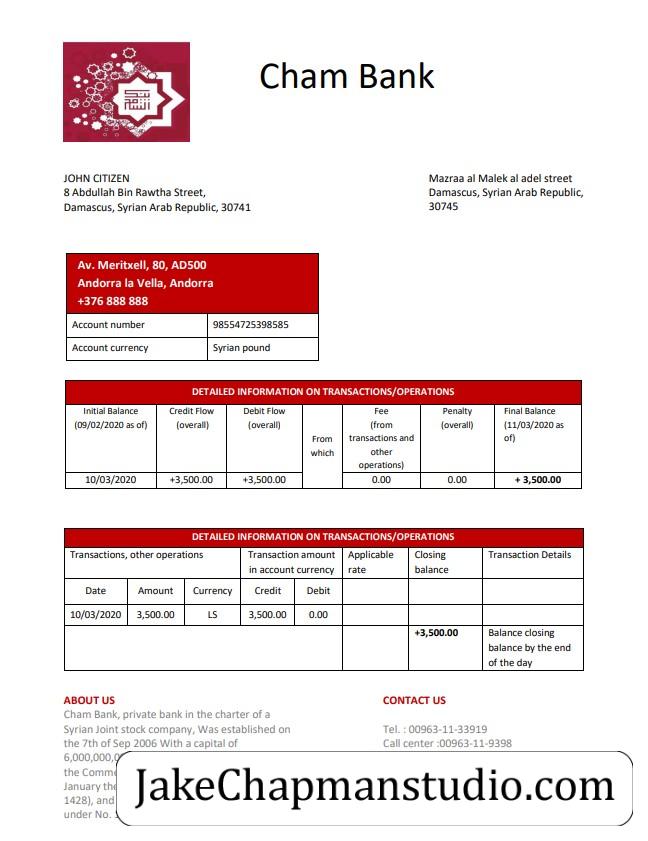 Cham Bank
JOHN CITIZEN
8 Abdullah Bin Rawtha Street,
Damascus, Syrian Arab Republic, 30741
Mazraa al Malek al adel street
Damascus, Syrian Arab Republic,
30745
Av. Meritxell, 80, AD500
Andorra la Vella, Andorra
+376 888 888
Account number 98554725398585
Account currency Syrian pound
DETAILED INFORMATION ON TRANSACTIONS/OPERATIONS
Initial Balance (09/02/2020 as of) Credit Flow (overall) Debit Flow (overall) From which Fee (from transactions and other operations) Penalty (overall) Final Balance (11/03/2020 as of)
10/03/2020 +3,500.00 +3,500.00 0.00 0.00 + 3,500.00
DETAILED INFORMATION ON TRANSACTIONS/OPERATIONS
Transactions, other operations Transaction amount in account currency Applicable rate Closing balance Transaction Details
Date Amount Currency Credit Debit
10/03/2020 3,500.00 LS 3,500.00 0.00
+3,500.00 Balance closing balance by the end of the day
ABOUT US
Cham Bank, private bank in the charter of a
Syrian Joint stock company, Was established on
the 7th of Sep 2006 With a capital of
6,000,000,0
the Comme
January the
1428), and
under No.
CONTACT US
Tel. : 00963-11-33919
Call center :00963-11-9398
JakeChapmanstudio.com